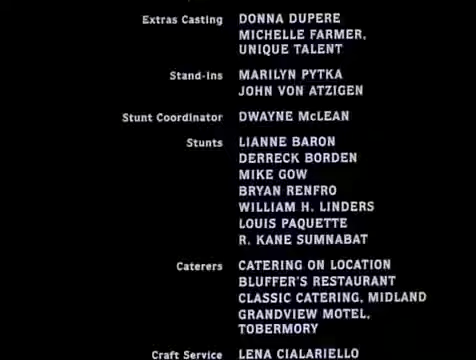 Extras Casting DONNA DUPERE
MICHELLE FARMER,
UNIQUE TALENT
Stand-ins MARILYN PYTKA
JOHN VON ATZIGEN
Stunt Coordinator DWAYNE McLEAN
Stunts LIANNE BARON
DERRECK BORDEN
MIKE GOW
BRYAN RENFRO
WILLIAM H. LINDERS
LOUIS PAQUETTE
R. KANE SUMNABAT
Caterers CATERING ON LOCATION
BLUFFER'S RESTAURANT
CLASSIC CATERING, MIDLAND
GRANDVIEW MOTEL,
TOBERMORY
Craft Service LENA CIALARIELLO